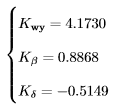 K_wy = 4.1730
K_β = 0.8868
K_δ = −0.5149